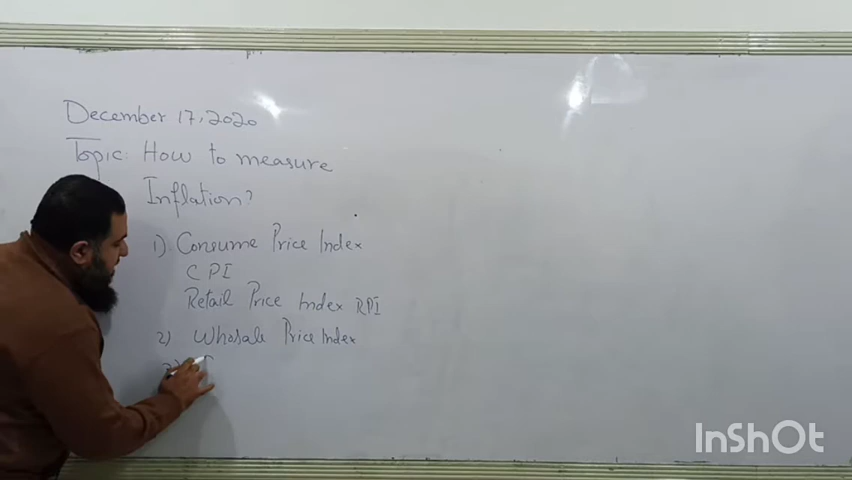 December 17, 2020
Topic: How to measure
Inflation?
1) Consume Price Index
CPI
Retail Price Index RPI
2) Whosale Price Index
InShOt